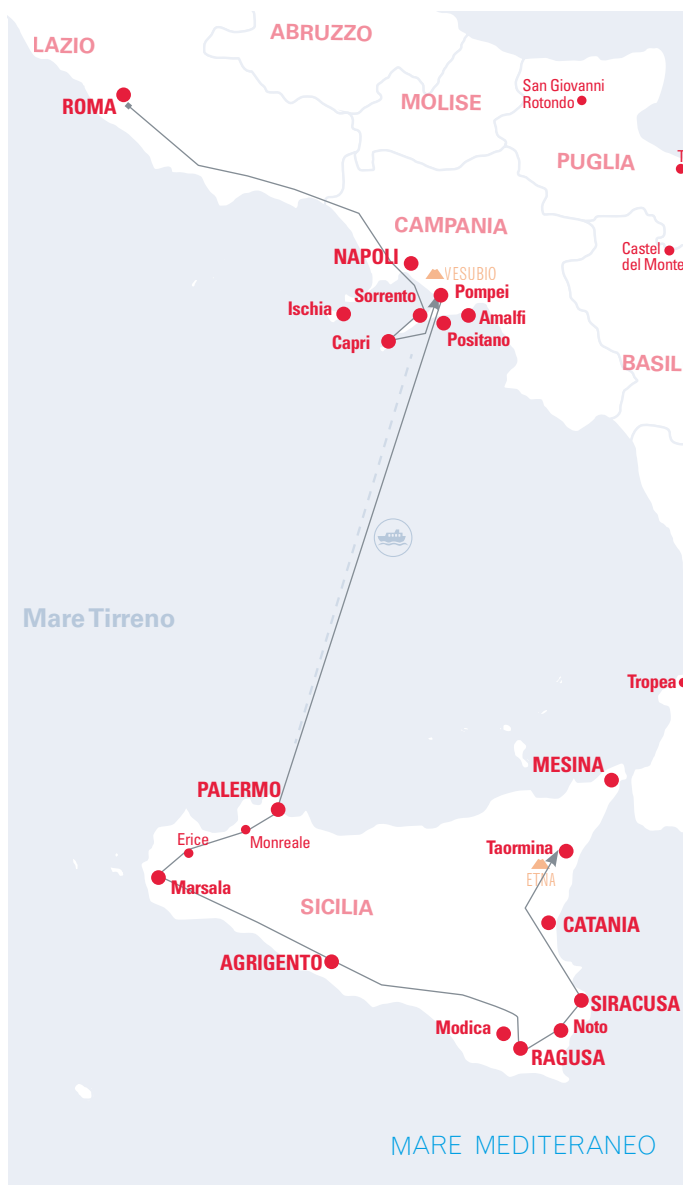 LAZIO
ABRUZZO
ROMA
MOLISE
San Giovanni
Rotondo
PUGLIA
T
CAMPANIA
NAPOLI
VESUBIO
Castel
del Monte
Sorrento
Pompei
Ischia
Amalfi
Capri
Positano
BASIL
Mare Tirreno
Tropea
MESINA
PALERMO
Erice
Monreale
Taormina
ETNA
Marsala
SICILIA
CATANIA
AGRIGENTO
SIRACUSA
Modica
Noto
RAGUSA
MARE MEDITERANEO